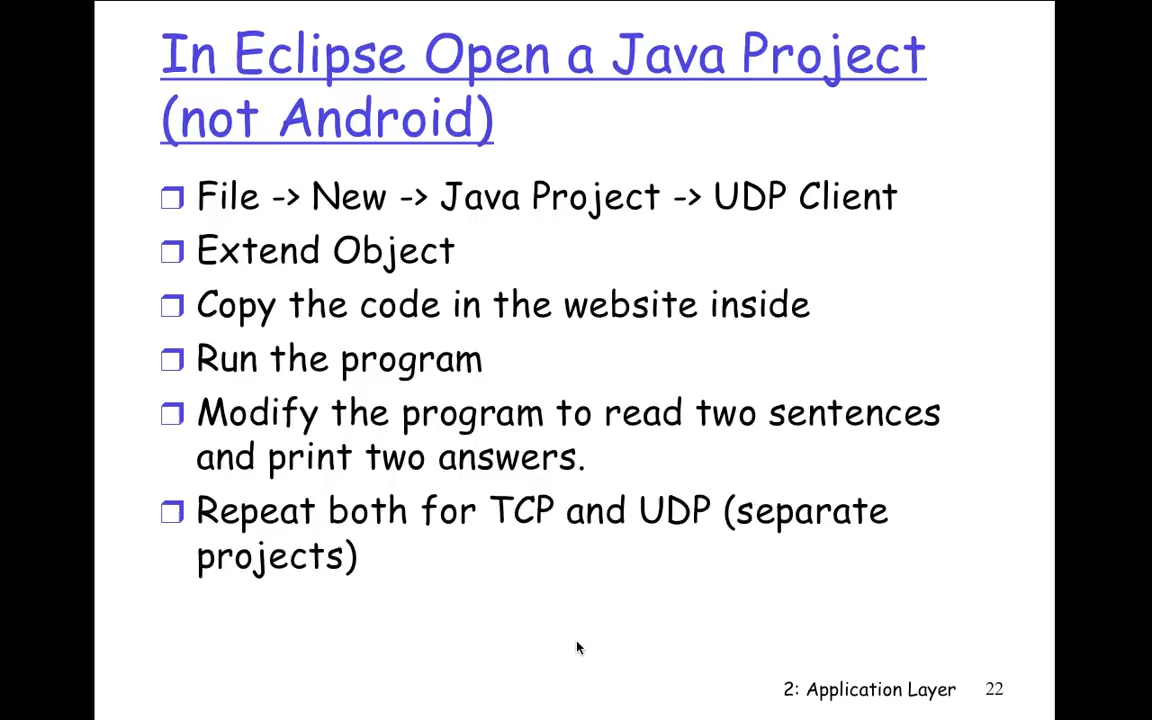 In Eclipse Open a Java Project
(not Android)
File -> New -> Java Project -> UDP Client
Extend Object
Copy the code in the website inside
Run the program
Modify the program to read two sentences
and print two answers.
Repeat both for TCP and UDP (separate
projects)
2: Application Layer 22